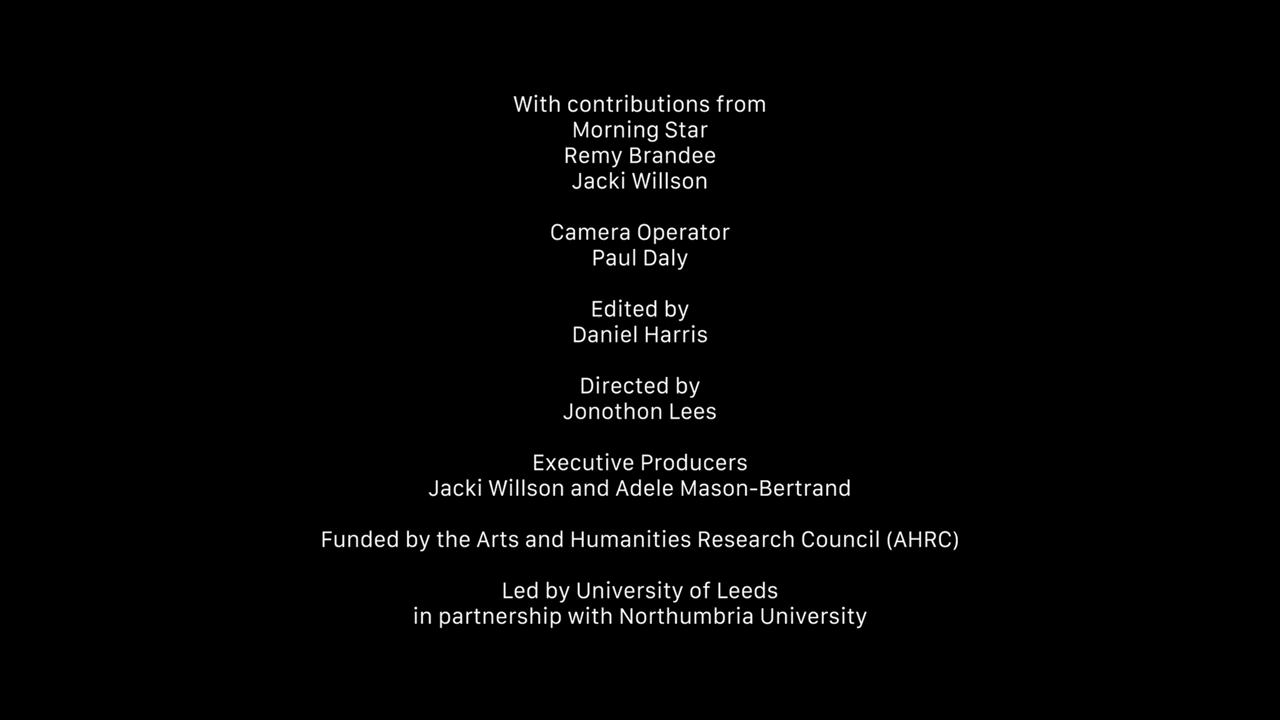 With contributions from
Morning Star
Remy Brandee
Jacki Willson
Camera Operator
Paul Daly
Edited by
Daniel Harris
Directed by
Jonothon Lees
Executive Producers
Jacki Willson and Adele Mason-Bertrand
Funded by the Arts and Humanities Research Council (AHRC)
Led by University of Leeds
in partnership with Northumbria University